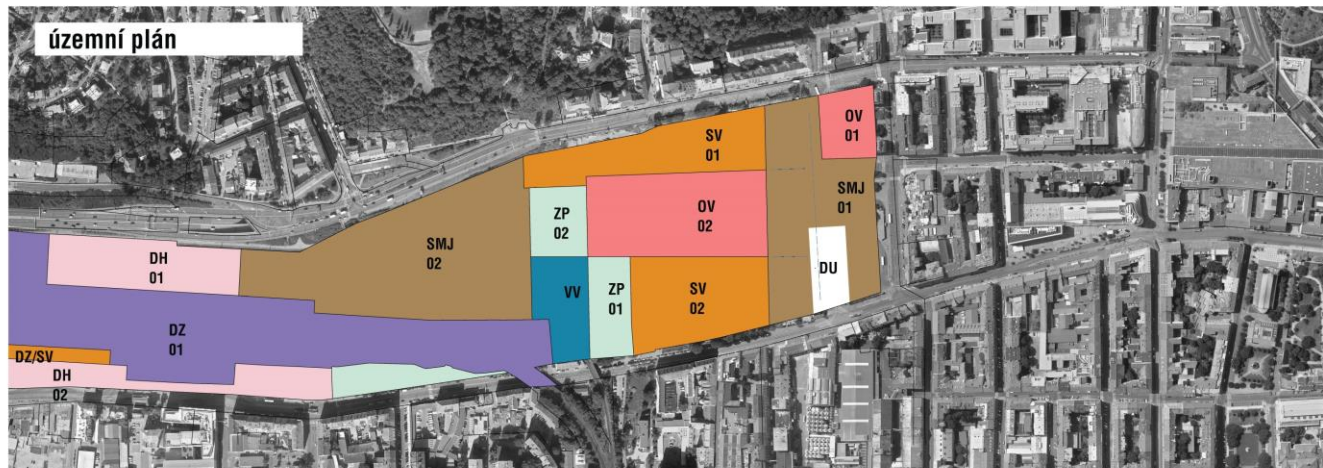 územní plán
OV
01
SV
01
SMJ
01
ZP
02
OV
02
SMJ
02
DH
01
DU
VV
ZP
01
SV
02
DZ
01
DZ/SV
DH
02